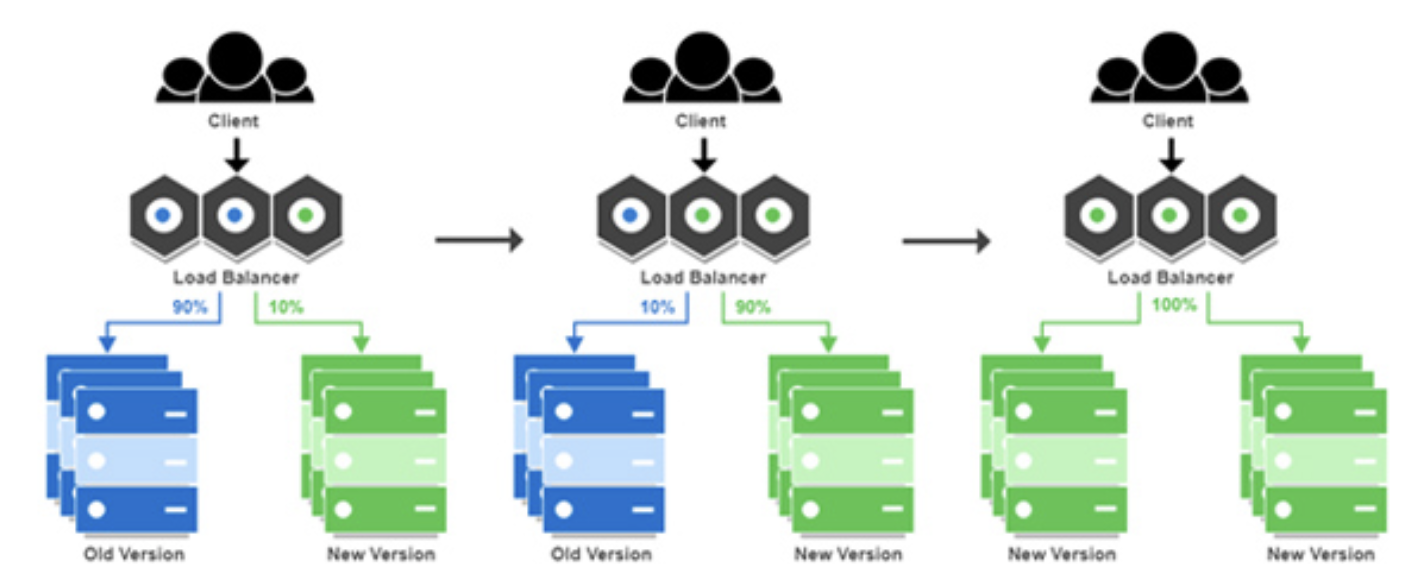 Client
Client
Client
Load Balancer
Load Balancer
Load Balancer
90%
10%
10%
90%
100%
Old Version
New Version
Old Version
New Version
New Version
New Version